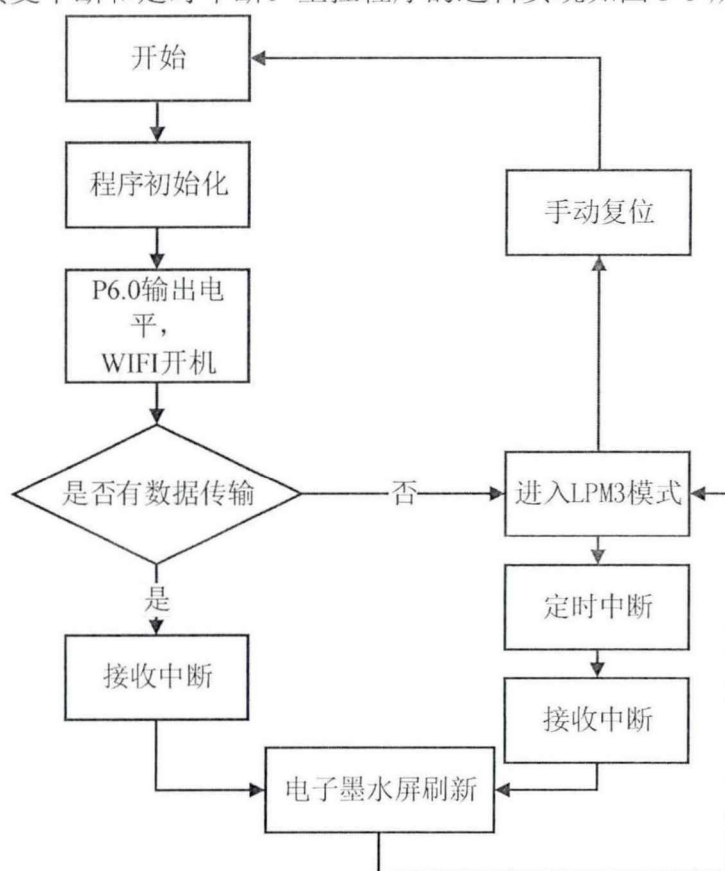 开始
程序初始化
手动复位
P6.0输出电
平，
WIFI开机
是否有数据传输
否
进入LPM3模式
是
定时中断
接收中断
接收中断
电子墨水屏刷新